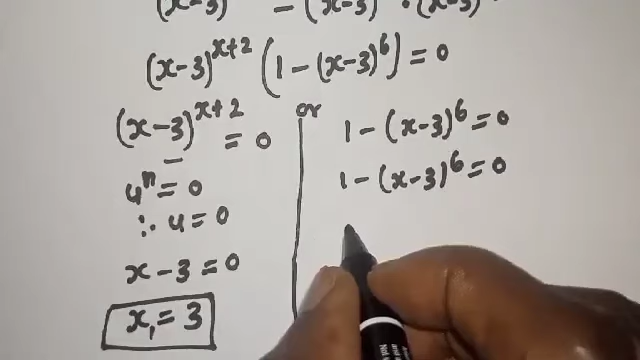 (x-3)^{x+2}(1-(x-3)^6)=0
(x-3)^{x+2}=0
u^n=0
∴ u=0
x-3=0
x₁=3
or
1-(x-3)^6=0
1-(x-3)^6=0